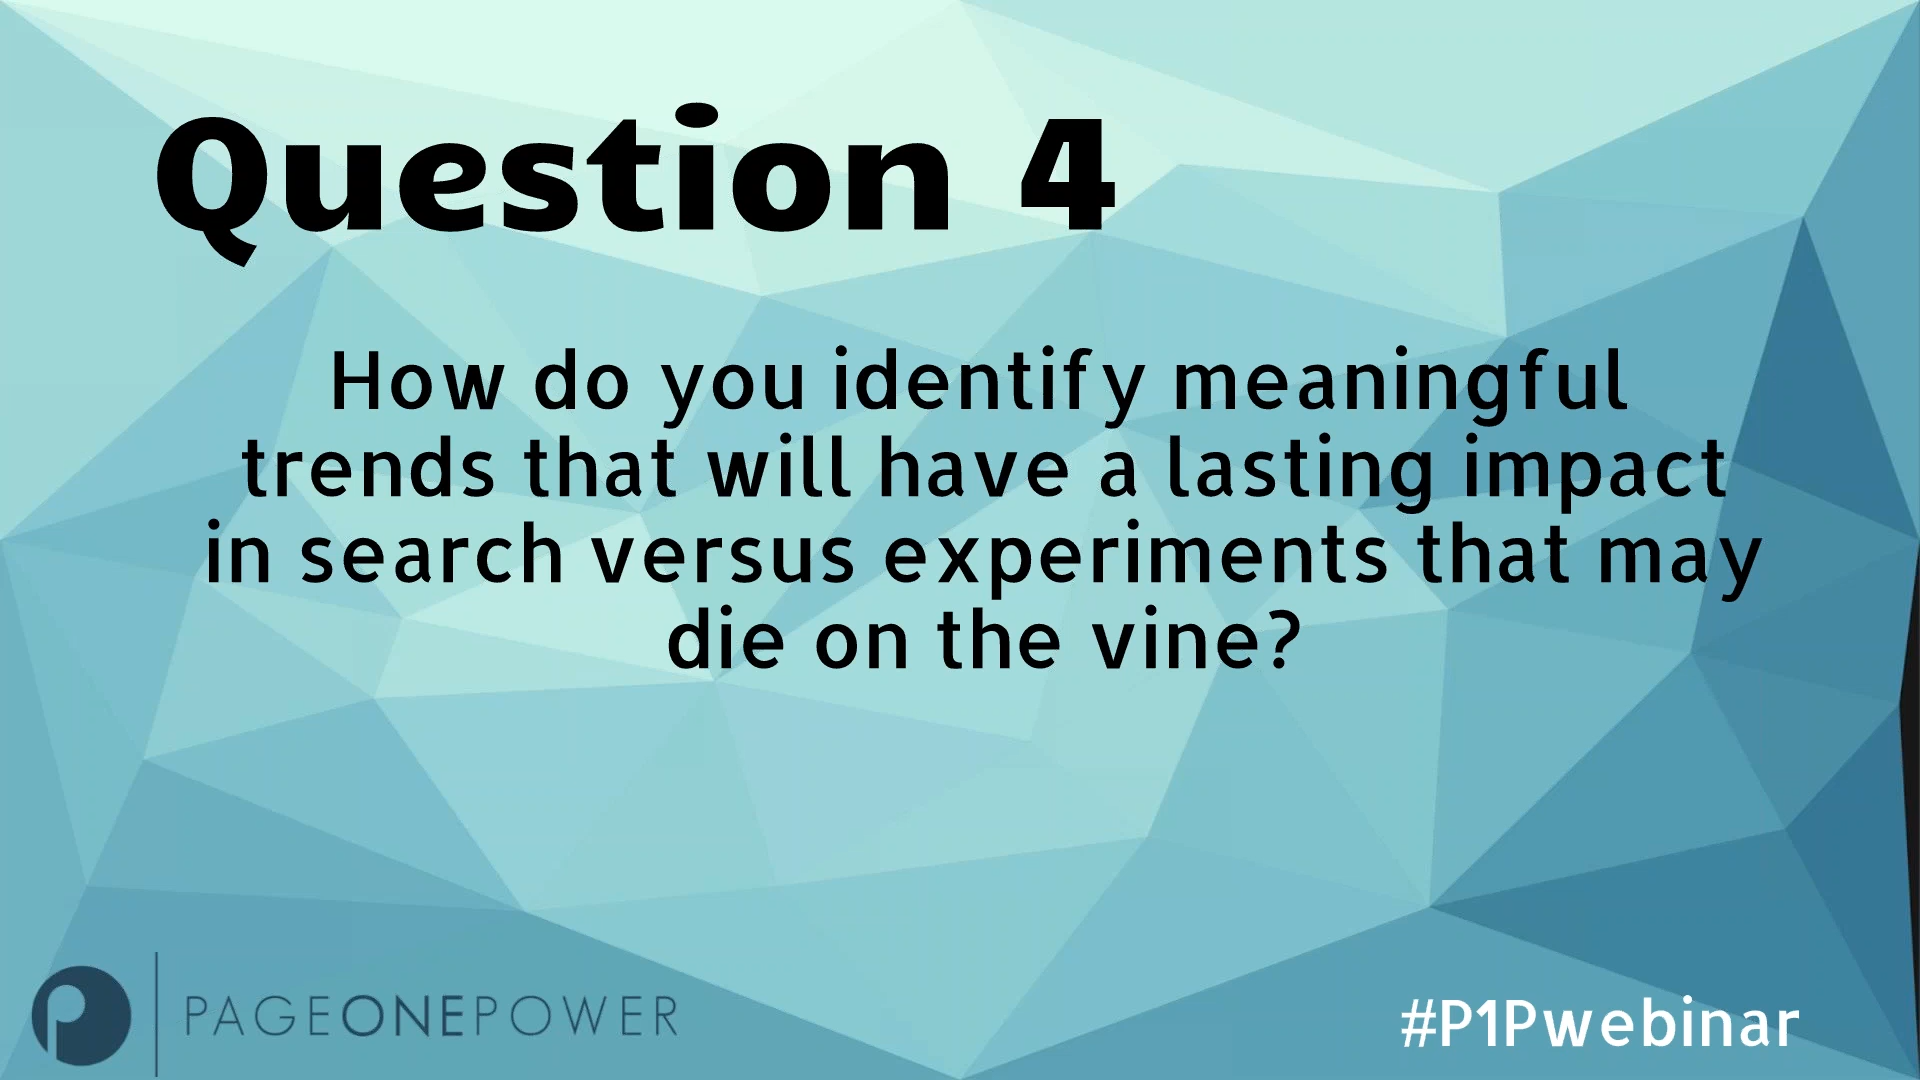 Question 4
How do you identify meaningful
trends that will have a lasting impact
in search versus experiments that may
die on the vine?
PAGEONEPOWER
#P1Pwebinar